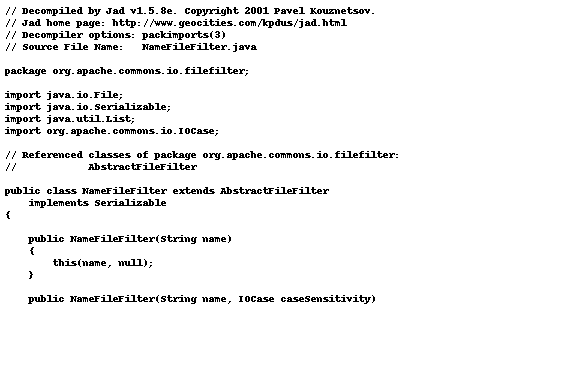 // Decompiled by Jad v1.5.8e. Copyright 2001 Pavel Kouznetsov.
// Jad home page: http://www.geocities.com/kpdus/jad.html
// Decompiler options: packimports(3)
// Source File Name:   NameFileFilter.java

package org.apache.commons.io.filefilter;

import java.io.File;
import java.io.Serializable;
import java.util.List;
import org.apache.commons.io.IOCase;

// Referenced classes of package org.apache.commons.io.filefilter:
//            AbstractFileFilter

public class NameFileFilter extends AbstractFileFilter
    implements Serializable
{

    public NameFileFilter(String name)
    {
        this(name, null);
    }

    public NameFileFilter(String name, IOCase caseSensitivity)